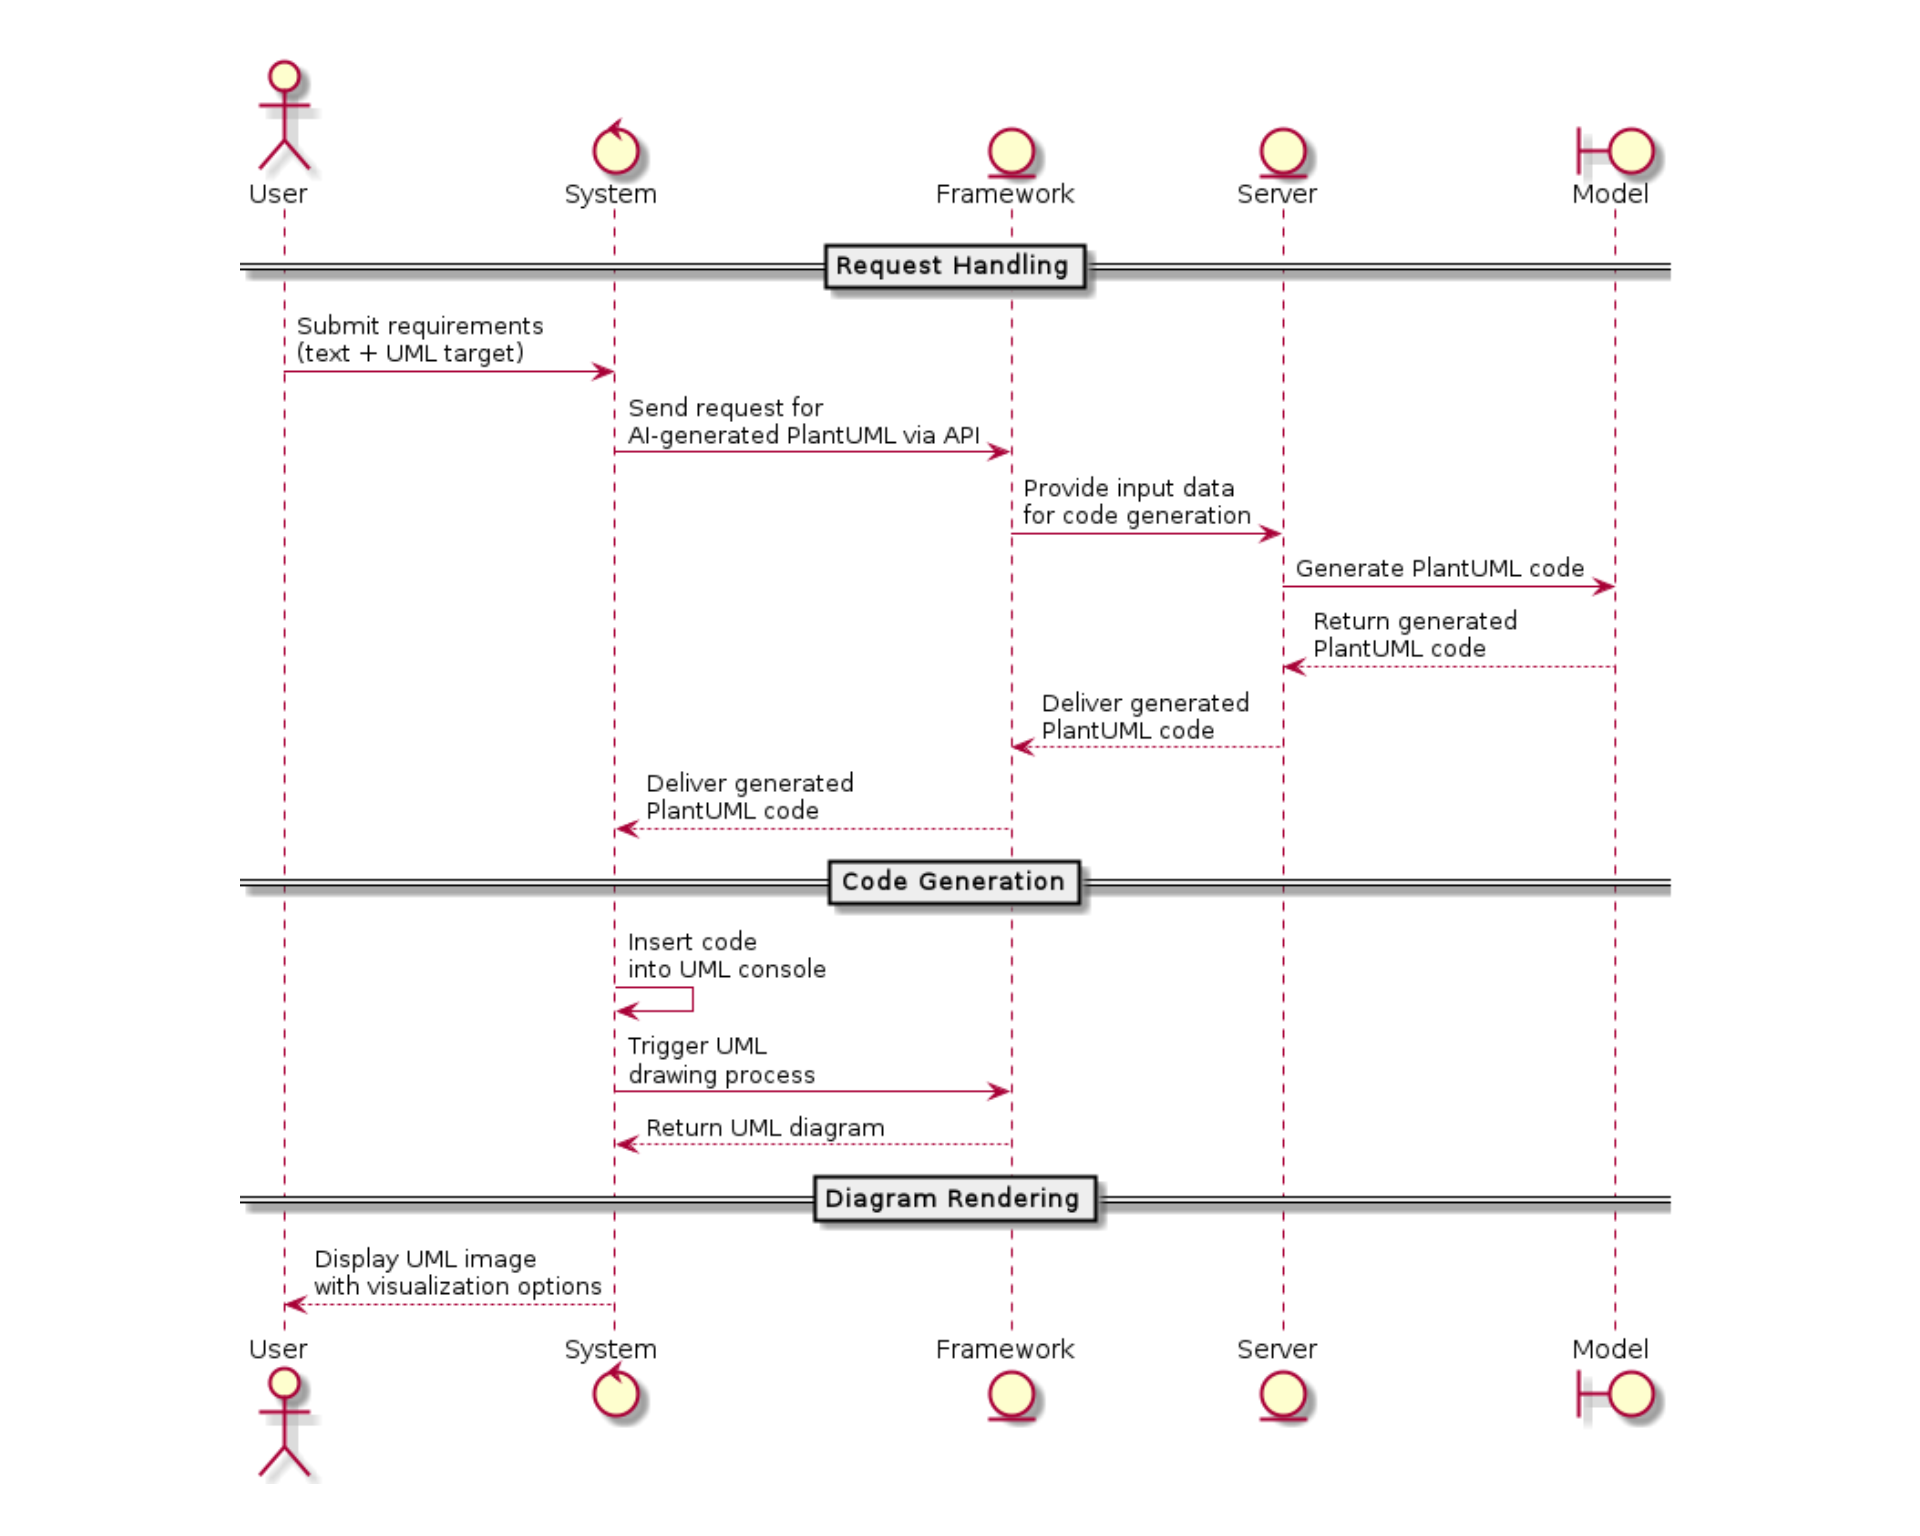 User
System
Framework
Server
Model
Request Handling
Submit requirements
(text + UML target)
Send request for
AI-generated PlantUML via API
Provide input data
for code generation
Generate PlantUML code
Return generated
PlantUML code
Deliver generated
PlantUML code
Deliver generated
PlantUML code
Code Generation
Insert code
into UML console
Trigger UML
drawing process
Return UML diagram
Diagram Rendering
Display UML image
with visualization options
User
System
Framework
Server
Model